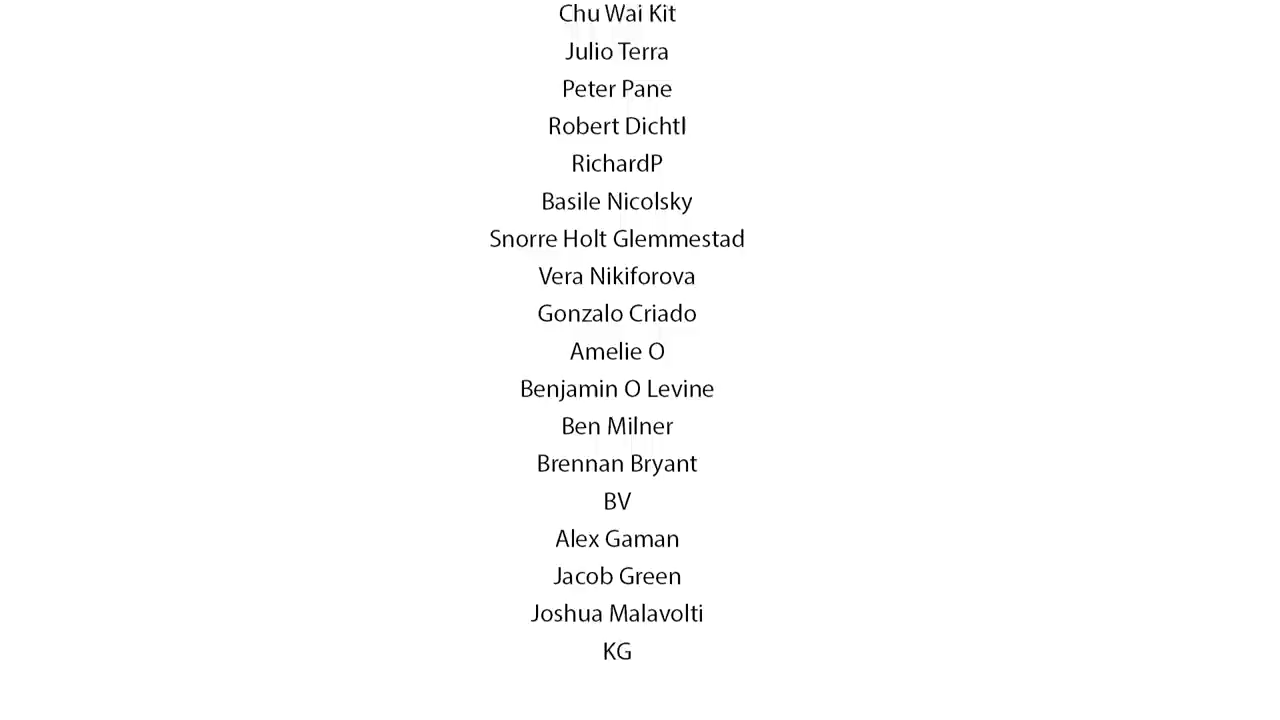 Chu Wai Kit
Julio Terra
Peter Pane
Robert Dichtl
RichardP
Basile Nicolsky
Snorre Holt Glemmestad
Vera Nikiforova
Gonzalo Criado
Amelie O
Benjamin O Levine
Ben Milner
Brennan Bryant
BV
Alex Gaman
Jacob Green
Joshua Malavolti
KG